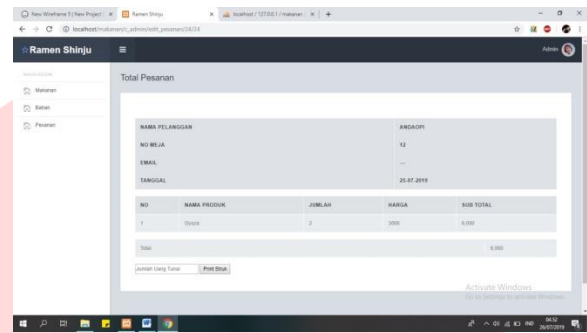 New Wireframe 1 (New Project)
Ramen Shinju
localhost / 127.0.0.1 / makanan
localhost/makanan/c_admin/edit_pesanan/24/24
Ramen Shinju
Admin
Makanan
Bahan
Pesanan
Total Pesanan
NAMA PELANGGAN ANDAOPI
NO MEJA 12
EMAIL ---
TANGGAL 25-07-2019
NO NAMA PRODUK JUMLAH HARGA SUB TOTAL
1 Gyoza 2 3000 6,000
Total 6,000
Jumlah Uang Tunai Print Struk
Activate Windows
Go to Settings to activate Windows.
IND
04:52
26/07/2019